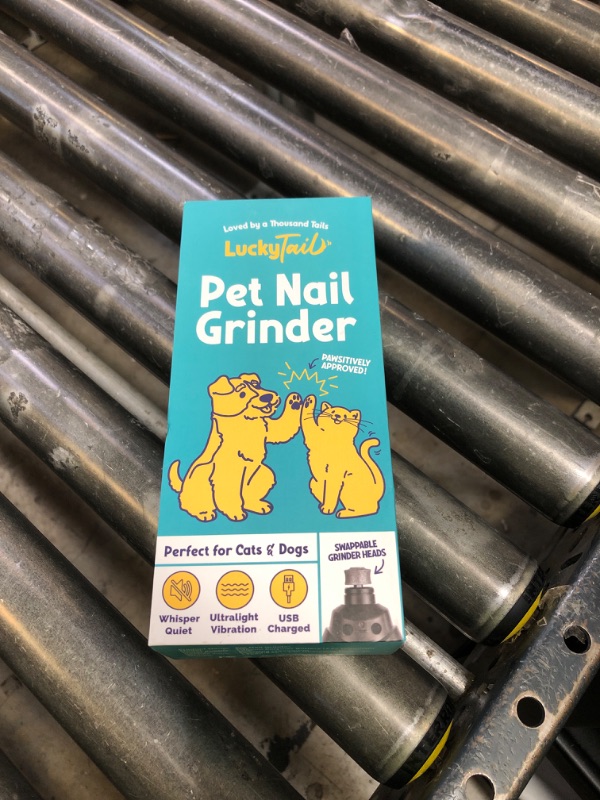 Loved by a Thousand Tails
LuckyTail
Pet Nail
Grinder
PAWSITIVELY
APPROVED!
Perfect for Cats & Dogs
SWAPPABLE
GRINDER HEADS
Whisper
Quiet
Ultralight
Vibration
USB
Charged